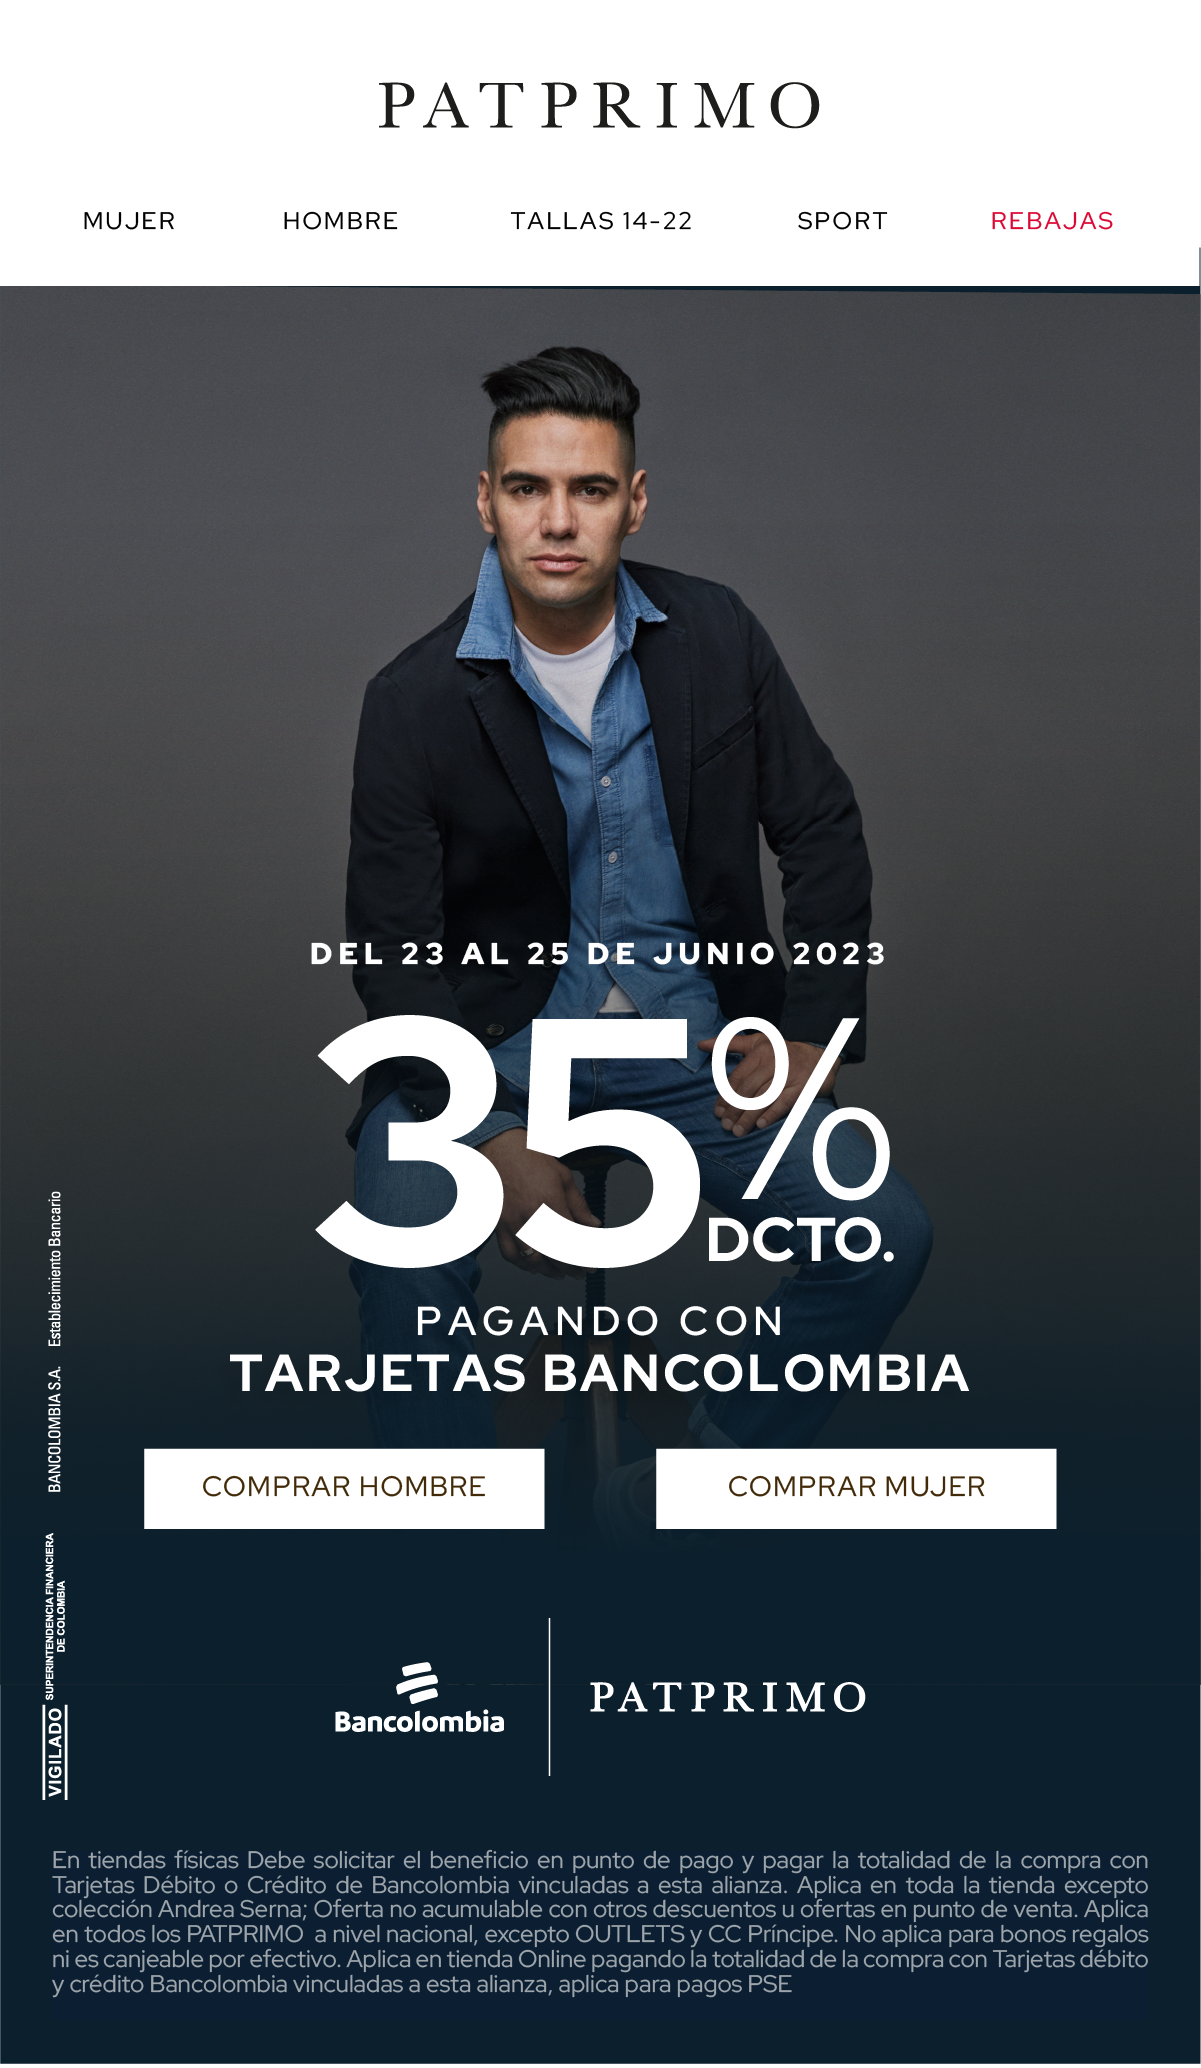 PATPRIMO
MUJER
HOMBRE
TALLAS 14-22
SPORT
REBAJAS
DEL 23 AL 25 DE JUNIO 2023
35%
DCTO.
PAGANDO CON
TARJETAS BANCOLOMBIA
COMPRAR HOMBRE
COMPRAR MUJER
BANCOLOMBIA S.A. Establecimiento Bancario
VIGILADO
SUPERINTENDENCIA FINANCIERA
DE COLOMBIA
Bancolombia
PATPRIMO
En tiendas físicas Debe solicitar el beneficio en punto de pago y pagar la totalidad de la compra con
Tarjetas Débito o Crédito de Bancolombia vinculadas a esta alianza. Aplica en toda la tienda excepto
colección Andrea Serna; Oferta no acumulable con otros descuentos u ofertas en punto de venta. Aplica
en todos los PATPRIMO a nivel nacional, excepto OUTLETS y CC Príncipe. No aplica para bonos regalos
ni es canjeable por efectivo. Aplica en tienda Online pagando la totalidad de la compra con Tarjetas débito
y crédito Bancolombia vinculadas a esta alianza, aplica para pagos PSE